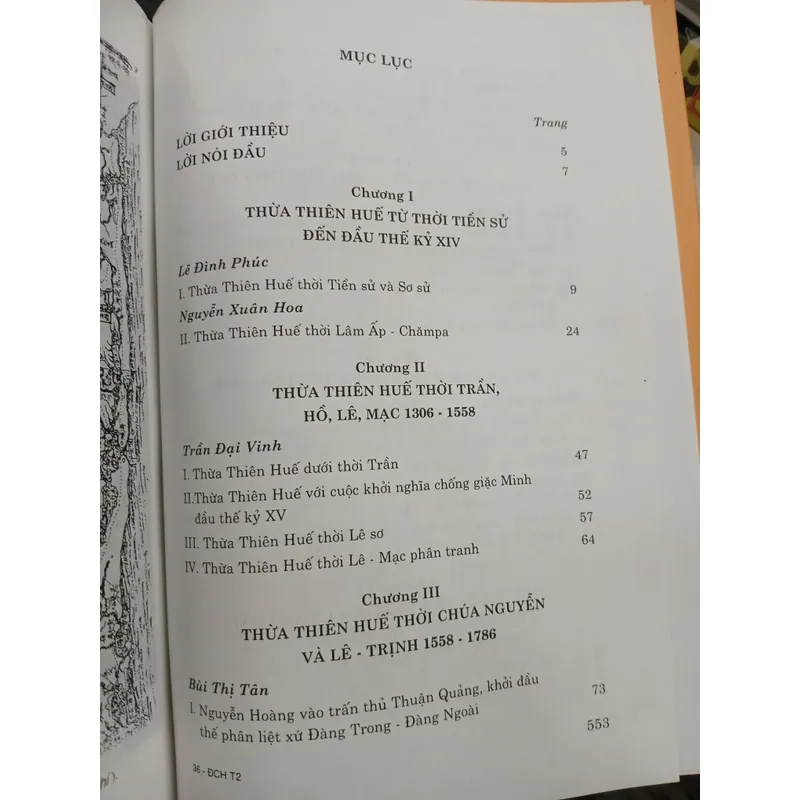 MỤC LỤC
Trang
LỜI GIỚI THIỆU 5
LỜI NÓI ĐẦU 7
Chương I
THỪA THIÊN HUẾ TỪ THỜI TIỀN SỬ
ĐẾN ĐẦU THẾ KỶ XIV
Lê Đình Phúc
I. Thừa Thiên Huế thời Tiền sử và Sơ sử 9
Nguyễn Xuân Hoa
II. Thừa Thiên Huế thời Lâm Ấp - Chămpa 24
Chương II
THỪA THIÊN HUẾ THỜI TRẦN,
HỒ, LÊ, MẠC 1306 - 1558
Trần Đại Vinh
I. Thừa Thiên Huế dưới thời Trần 47
II.Thừa Thiên Huế với cuộc khởi nghĩa chống giặc Minh
đầu thế kỷ XV 52
III. Thừa Thiên Huế thời Lê sơ 57
IV. Thừa Thiên Huế thời Lê - Mạc phân tranh 64
Chương III
THỪA THIÊN HUẾ THỜI CHÚA NGUYỄN
VÀ LÊ - TRỊNH 1558 - 1786
Bùi Thị Tân
I. Nguyễn Hoàng vào trấn thủ Thuận Quảng, khởi đầu
thế phân liệt xứ Đàng Trong - Đàng Ngoài 73
553
36 - ĐCH T2